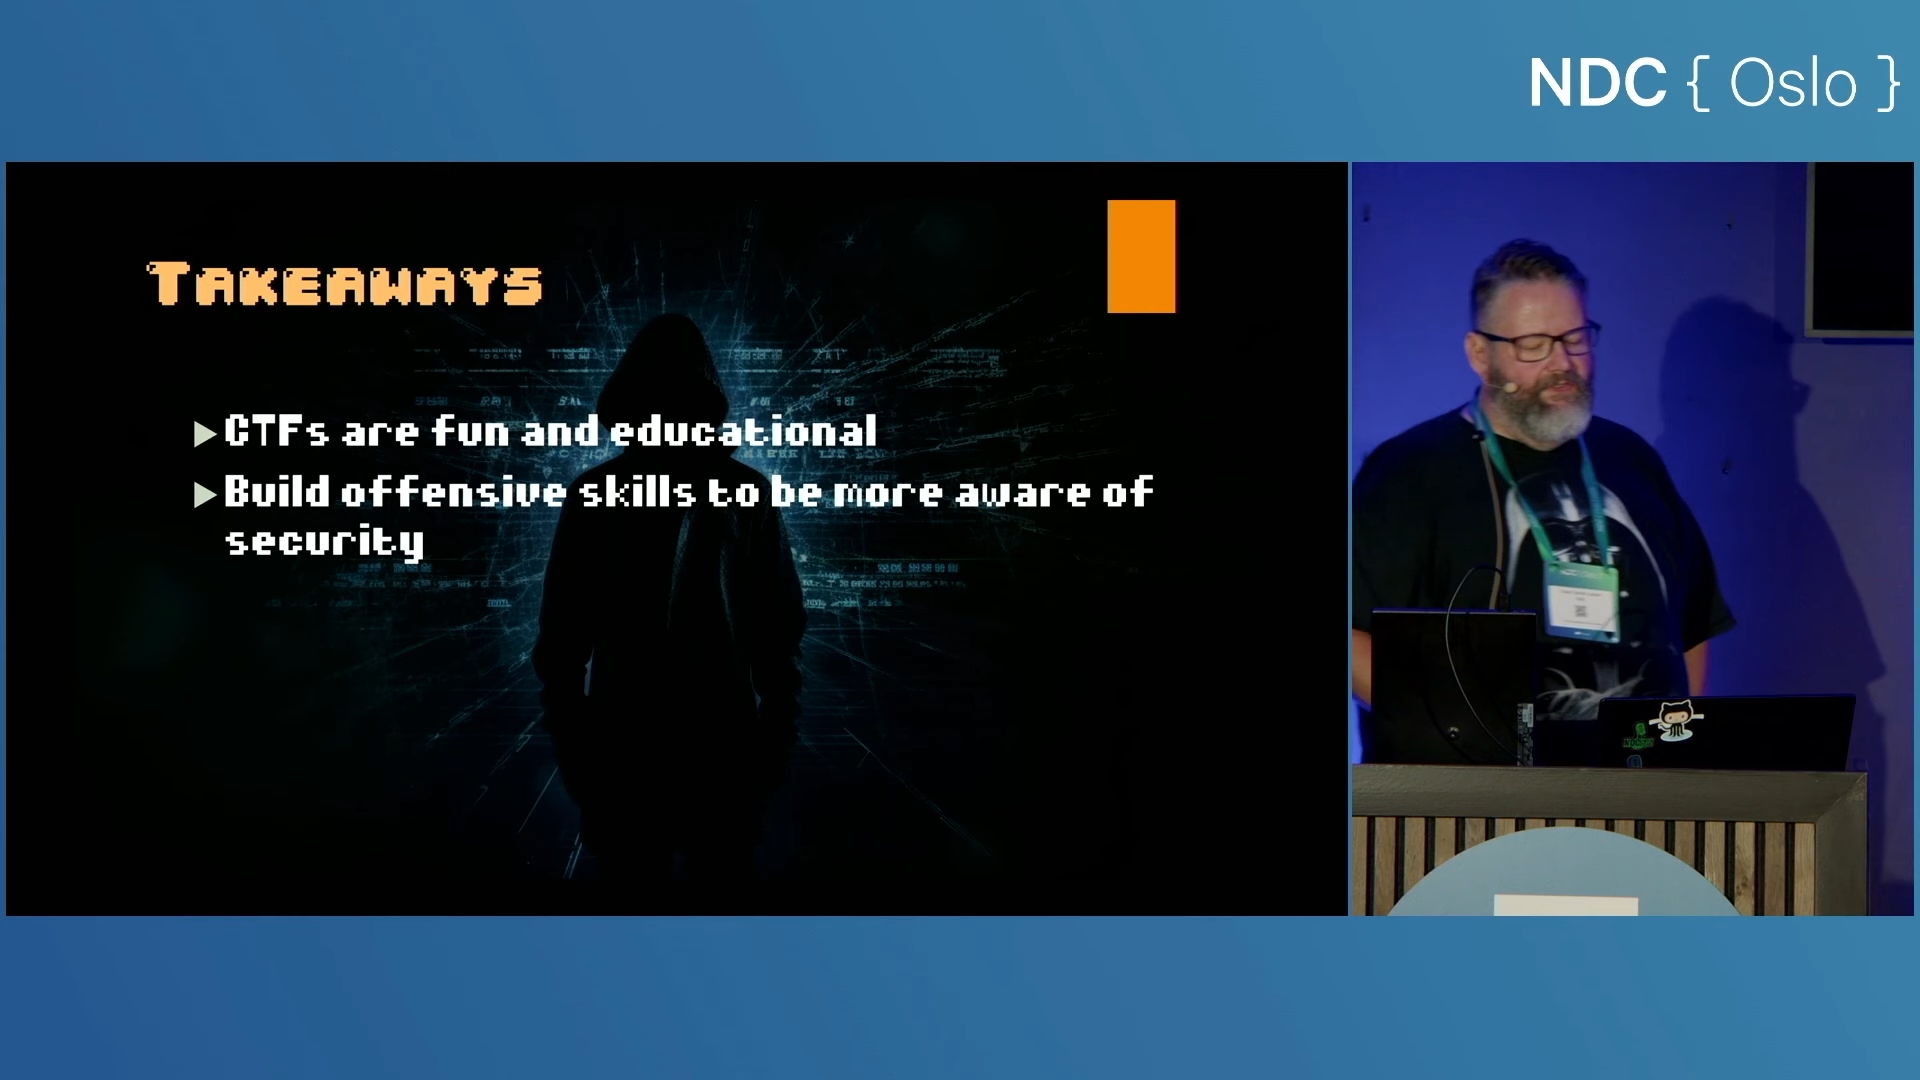 NDC { Oslo }
Takeaways
CTFs are fun and educational
Build offensive skills to be more aware of
security